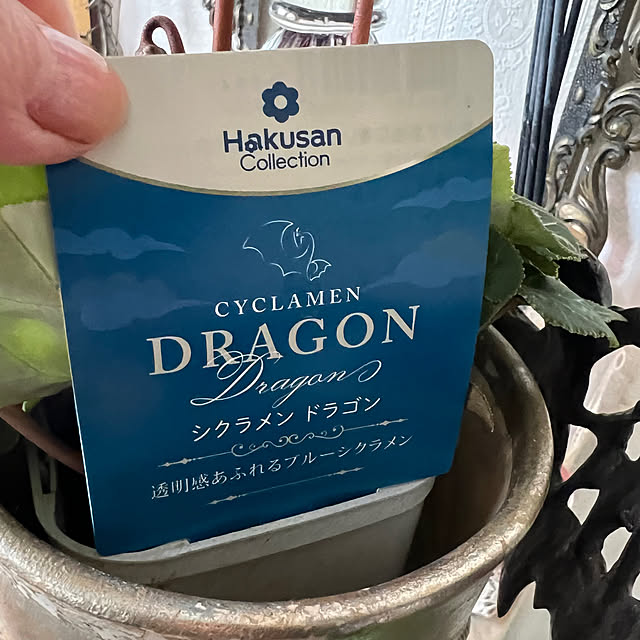 Hakusan
Collection
CYCLAMEN
DRAGON
Dragon
シクラメン ドラゴン
透明感あふれるブルーシクラメン